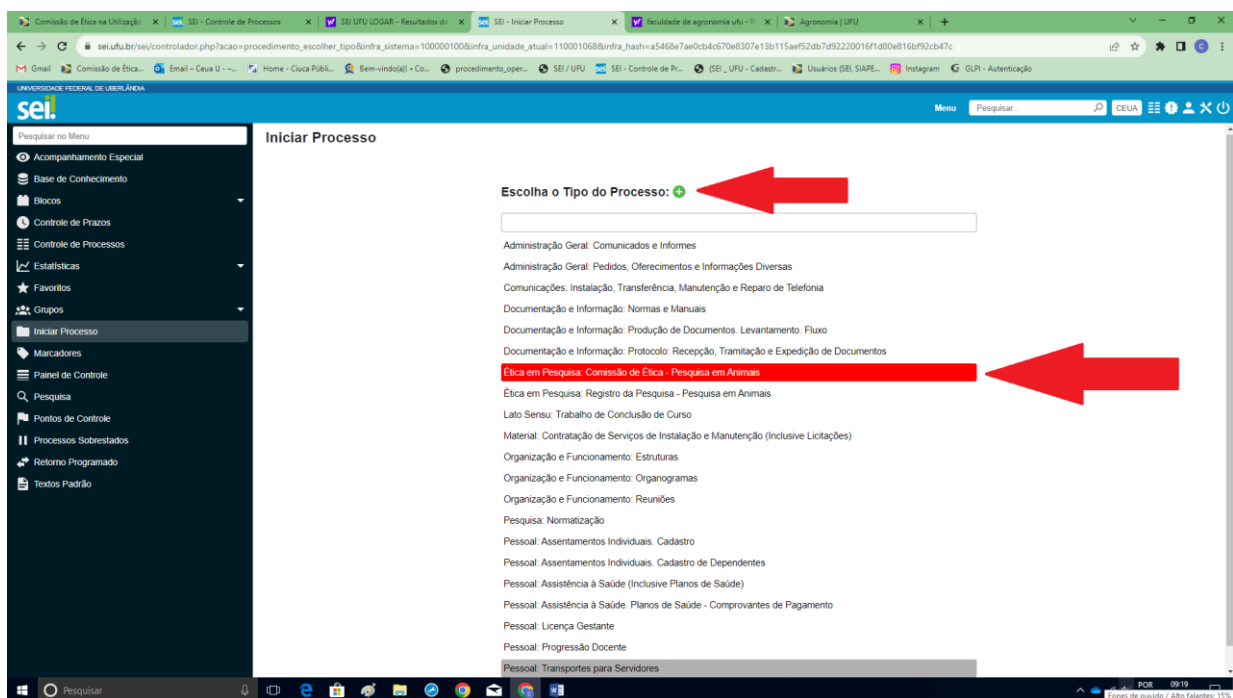 Comissão de Ética na Utilização
SEI - Controle de Processos
SEI UFU LOGAR - Resultados da
SEI - Iniciar Processo
faculdade de agronomia ufu - R
Agronomia | UFU
sei.ufu.br/sei/controlador.php?acao=procedimento_escolher_tipo&infra_sistema=100000100&infra_unidade_atual=110001068&infra_hash=a5468e7ae0cb4c670e8307e13b115aef52db7d92220016f1d80e816bf92cb47c
Gmail
Comissão de Ética...
Email – Ceua U - –...
Home - Ciuca Públi...
Bem-vindo(a)! • Co...
procedimento_oper...
SEI / UFU
SEI - Controle de Pr...
(SEI _ UFU - Cadastr...
Usuários (SEI, SIAPE...
Instagram
GLPI - Autenticação
UNIVERSIDADE FEDERAL DE UBERLÂNDIA
sei!
Menu
Pesquisar...
CEUA
Pesquisar no Menu
Acompanhamento Especial
Base de Conhecimento
Blocos
Controle de Prazos
Controle de Processos
Estatísticas
Favoritos
Grupos
Iniciar Processo
Marcadores
Painel de Controle
Pesquisa
Pontos de Controle
Processos Sobrestados
Retorno Programado
Textos Padrão
Iniciar Processo
Escolha o Tipo do Processo:
Administração Geral: Comunicados e Informes
Administração Geral: Pedidos, Oferecimentos e Informações Diversas
Comunicações: Instalação, Transferência, Manutenção e Reparo de Telefonia
Documentação e Informação: Normas e Manuais
Documentação e Informação: Produção de Documentos. Levantamento. Fluxo
Documentação e Informação: Protocolo: Recepção, Tramitação e Expedição de Documentos
Ética em Pesquisa: Comissão de Ética - Pesquisa em Animais
Ética em Pesquisa: Registro da Pesquisa - Pesquisa em Animais
Lato Sensu: Trabalho de Conclusão de Curso
Material: Contratação de Serviços de Instalação e Manutenção (Inclusive Licitações)
Organização e Funcionamento: Estruturas
Organização e Funcionamento: Organogramas
Organização e Funcionamento: Reuniões
Pesquisa: Normatização
Pessoal: Assentamentos Individuais. Cadastro
Pessoal: Assentamentos Individuais. Cadastro de Dependentes
Pessoal: Assistência à Saúde (Inclusive Planos de Saúde)
Pessoal: Assistência à Saúde. Planos de Saúde - Comprovantes de Pagamento
Pessoal: Licença Gestante
Pessoal: Progressão Docente
Pessoal: Transportes para Servidores
Pesquisar
POR
09:19
Fones de ouvido / Alto falantes: 15%